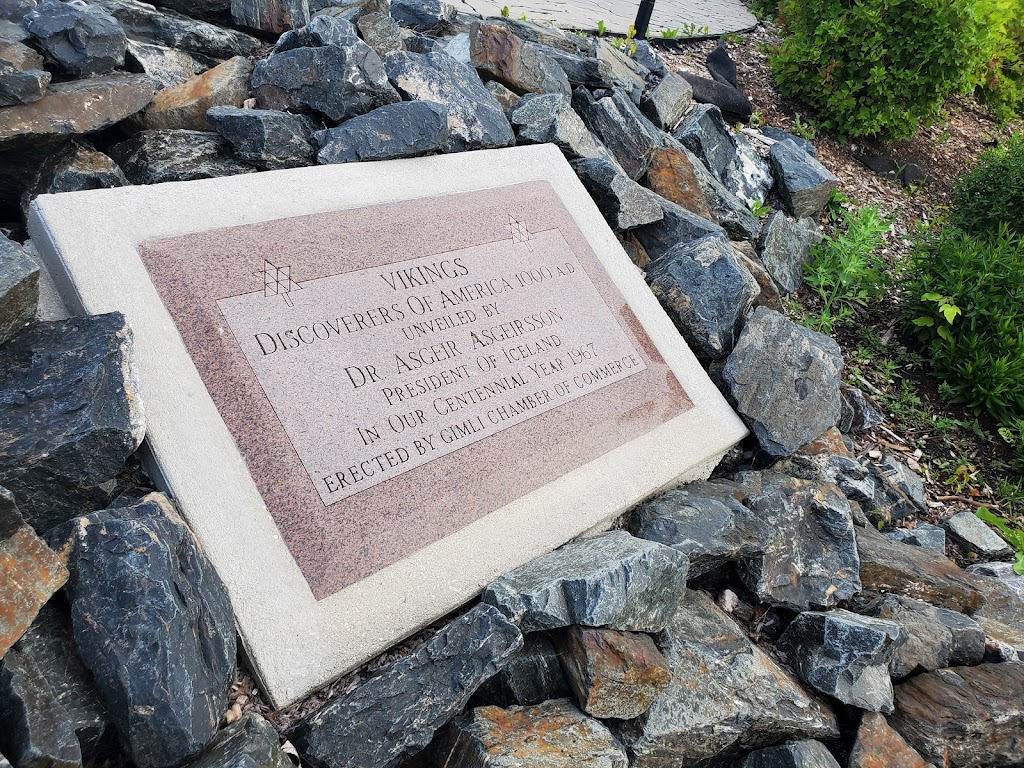 VIKINGS
DISCOVERERS OF AMERICA 1000 A.D
UNVEILED BY
DR ASGEIR ASGEIRSSON
PRESIDENT OF ICELAND
IN OUR CENTENNIAL YEAR 1967
ERECTED BY GIMLI CHAMBER OF COMMERCE